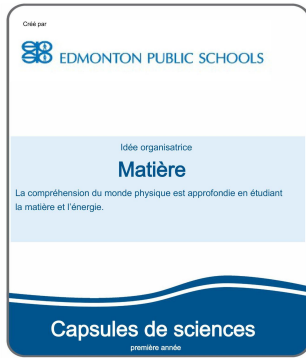 Créé par
EDMONTON PUBLIC SCHOOLS
Idée organisatrice
Matière
La compréhension du monde physique est approfondie en étudiant
la matière et l'énergie.
Capsules de sciences
première année